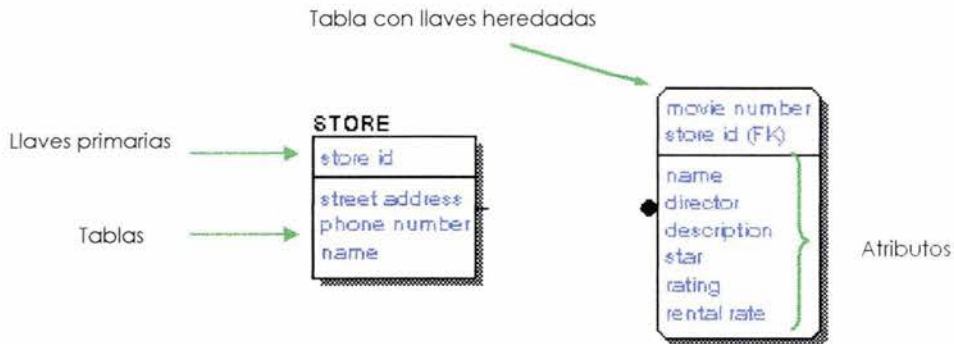 Tabla con llaves heredadas
STORE
Llaves primarias
store id
street address
phone number
name
Tablas
movie number
store id (FK)
name
director
description
star
rating
rental rate
Atributos